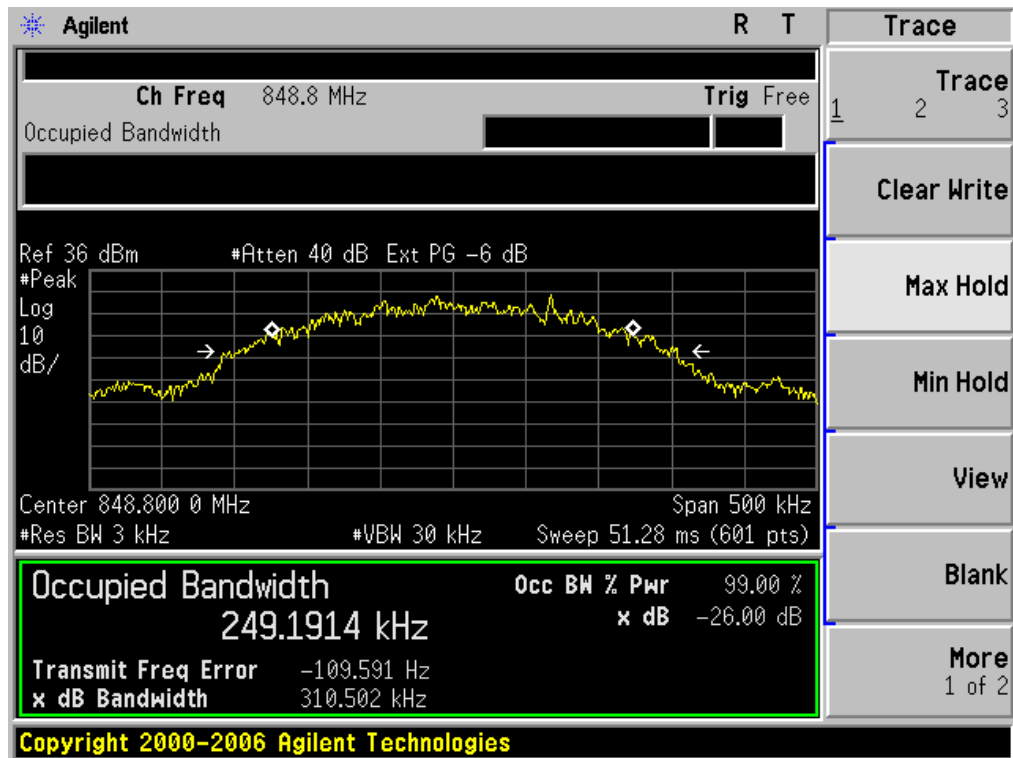 Agilent R T
Ch Freq 848.8 MHz Trig Free
Occupied Bandwidth
Ref 36 dBm #Atten 40 dB Ext PG -6 dB
#Peak
Log
10
dB/
Center 848.800 0 MHz Span 500 kHz
#Res BW 3 kHz #VBW 30 kHz Sweep 51.28 ms (601 pts)
Occupied Bandwidth
249.1914 kHz
Occ BW % Pwr 99.00 %
x dB -26.00 dB
Transmit Freq Error -109.591 Hz
x dB Bandwidth 310.502 kHz
Copyright 2000-2006 Agilent Technologies
Trace
Trace
1 2 3
Clear Write
Max Hold
Min Hold
View
Blank
More
1 of 2